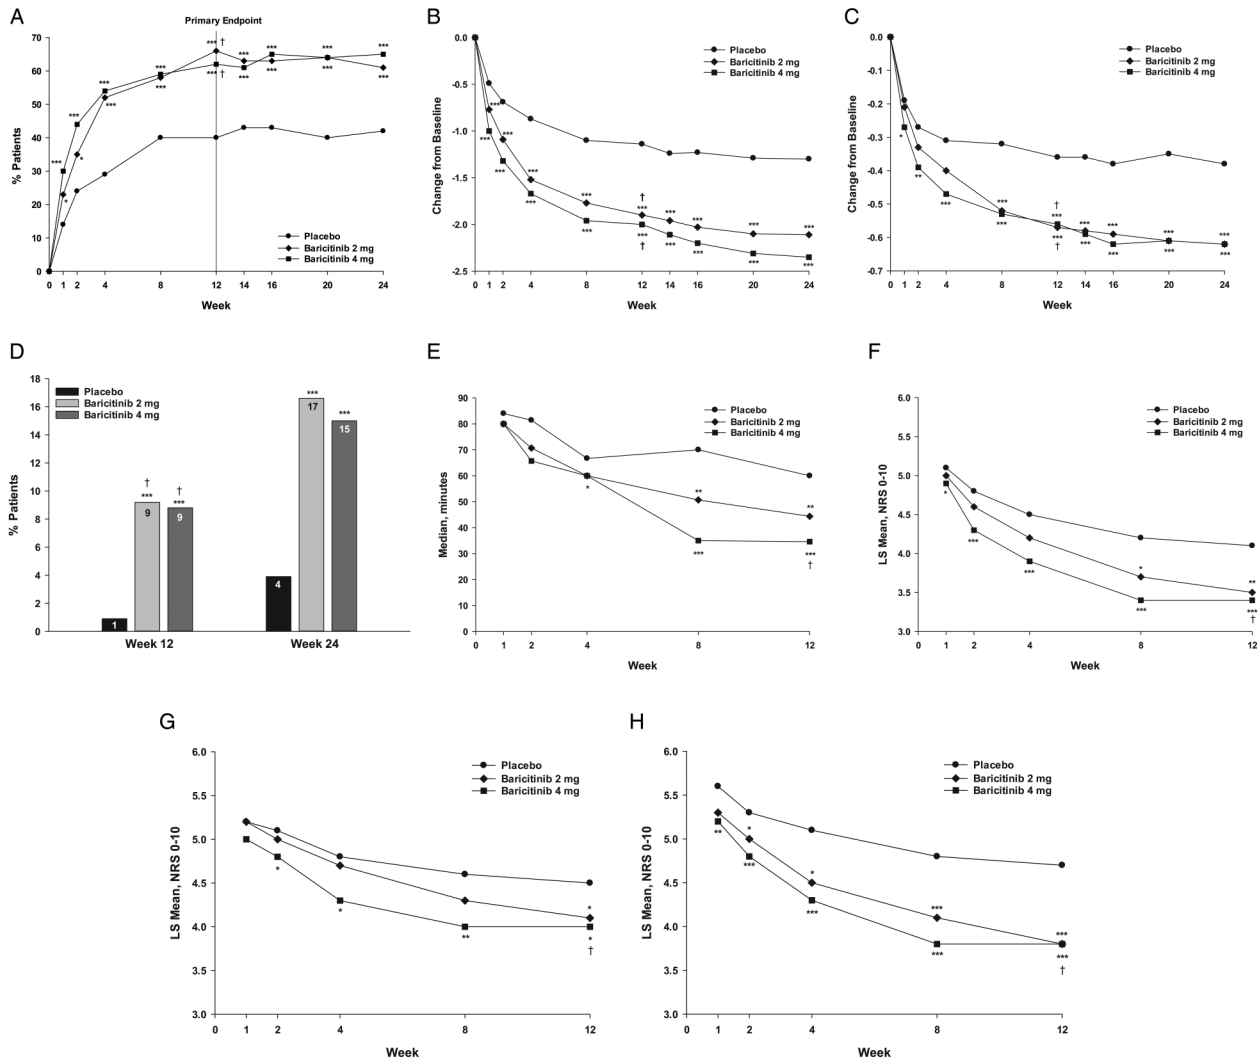 A
Primary Endpoint
70
60
50
40
30
20
10
0
% Patients
*** *** *** *** *** *** *** *** ***
*** † *** † *** *** *** *** * * ***
Placebo
Baricitinib 2 mg
Baricitinib 4 mg
0 1 2 4 8 12 14 16 20 24
Week
B
0.0
-0.5
-1.0
-1.5
-2.0
-2.5
Change from Baseline
Placebo
Baricitinib 2 mg
Baricitinib 4 mg
*** *** *** *** † *** *** *** *** ***
*** *** *** *** *** † *** *** *** ***
0 1 2 4 8 12 14 16 20 24
Week
C
0.0
-0.1
-0.2
-0.3
-0.4
-0.5
-0.6
-0.7
Change from Baseline
Placebo
Baricitinib 2 mg
Baricitinib 4 mg
*** † *** *** *** *** ***
* ** *** *** *** † *** *** *** ***
0 1 2 4 8 12 14 16 20 24
Week
D
18
16
14
12
10
8
6
4
2
0
% Patients
Placebo
Baricitinib 2 mg
Baricitinib 4 mg
† *** † *** *** ***
1 9 9 4 17 15
Week 12 Week 24
E
90
80
70
60
50
40
30
20
10
0
Median, minutes
Placebo
Baricitinib 2 mg
Baricitinib 4 mg
** **
* *** ***
†
0 1 2 4 8 12
Week
F
6.0
5.5
5.0
4.5
4.0
3.5
3.0
LS Mean, NRS 0-10
Placebo
Baricitinib 2 mg
Baricitinib 4 mg
* **
* *** *** *** ***
†
0 1 2 4 8 12
Week
G
6.0
5.5
5.0
4.5
4.0
3.5
3.0
LS Mean, NRS 0-10
Placebo
Baricitinib 2 mg
Baricitinib 4 mg
*
* * ** *
†
0 1 2 4 8 12
Week
H
6.0
5.5
5.0
4.5
4.0
3.5
3.0
LS Mean, NRS 0-10
Placebo
Baricitinib 2 mg
Baricitinib 4 mg
* * *** ***
** *** *** *** ***
†
0 1 2 4 8 12
Week